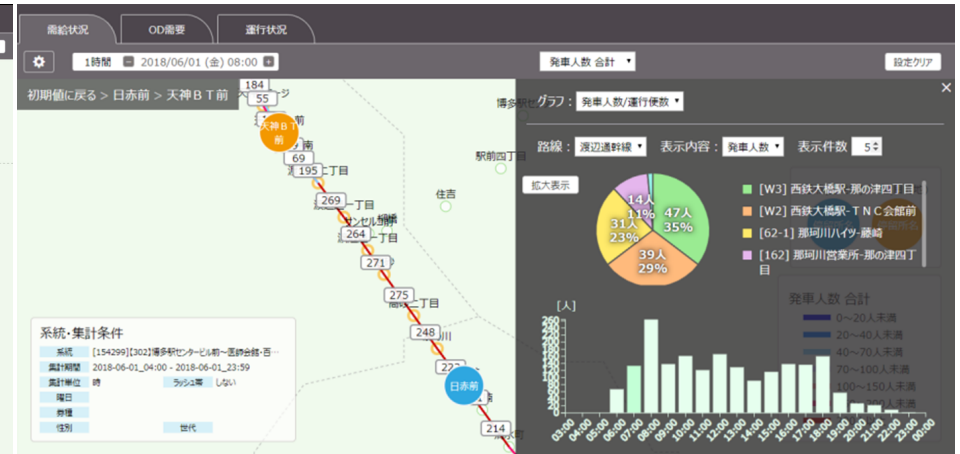 需給状況
OD需要
運行状況
1時間
2018/06/01 (金) 08:00
発車人数 合計
設定クリア
初期値に戻る > 日赤前 > 天神ＢＴ前
184
55
天神ＢＴ前
69
195
269
264
271
275
248
日赤前
214
住吉
駅前四丁目
系統・集計条件
系統 [154299][302]博多駅センタービル前～医師会館・百…
集計期間 2018-06-01_04:00 - 2018-06-01_23:59
集計単位 時 ラッシュ帯 しない
曜日
券種
性別 世代
グラフ： 発車人数/運行便数
路線： 渡辺通幹線 表示内容： 発車人数 表示件数 5
拡大表示
14人
11%
47人
35%
31人
23%
39人
29%
[W3] 西鉄大橋駅-那の津四丁目
[W2] 西鉄大橋駅-ＴＮＣ会館前
[62-1] 那珂川ハイツ-藤崎
[162] 那珂川営業所-那の津四丁目
発車人数 合計
0～20人未満
20～40人未満
40～70人未満
70～100人未満
100～150人未満
[人]
260
03:00 04:00 05:00 06:00 07:00 08:00 09:00 10:00 11:00 12:00 13:00 14:00 15:00 16:00 17:00 18:00 19:00 20:00 21:00 22:00 23:00 00:00